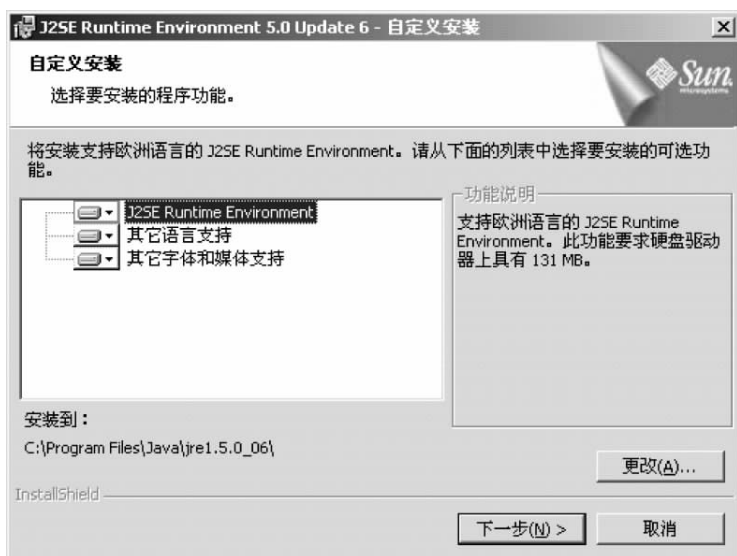 J2SE Runtime Environment 5.0 Update 6 - 自定义安装
自定义安装
选择要安装的程序功能。
Sun
microsystems
将安装支持欧洲语言的 J2SE Runtime Environment。请从下面的列表中选择要安装的可选功
能。
J2SE Runtime Environment
其它语言支持
其它字体和媒体支持
功能说明
支持欧洲语言的 J2SE Runtime
Environment。此功能要求硬盘驱动
器上具有 131 MB。
安装到：
C:\Program Files\Java\jre1.5.0_06\
更改(A)...
InstallShield
下一步(N) >
取消